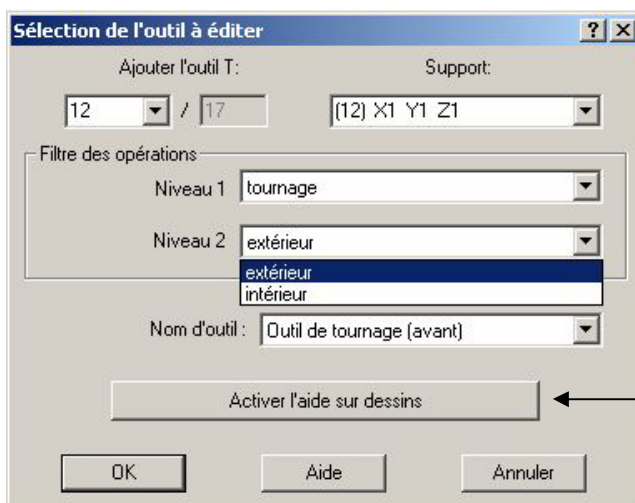 Sélection de l'outil à éditer
Ajouter l'outil T:
Support:
12 / 17
(12) X1 Y1 Z1
Filtre des opérations
Niveau 1 tournage
Niveau 2 extérieur
extérieur
intérieur
Nom d'outil : Outil de tournage (avant)
Activer l'aide sur dessins
OK Aide Annuler